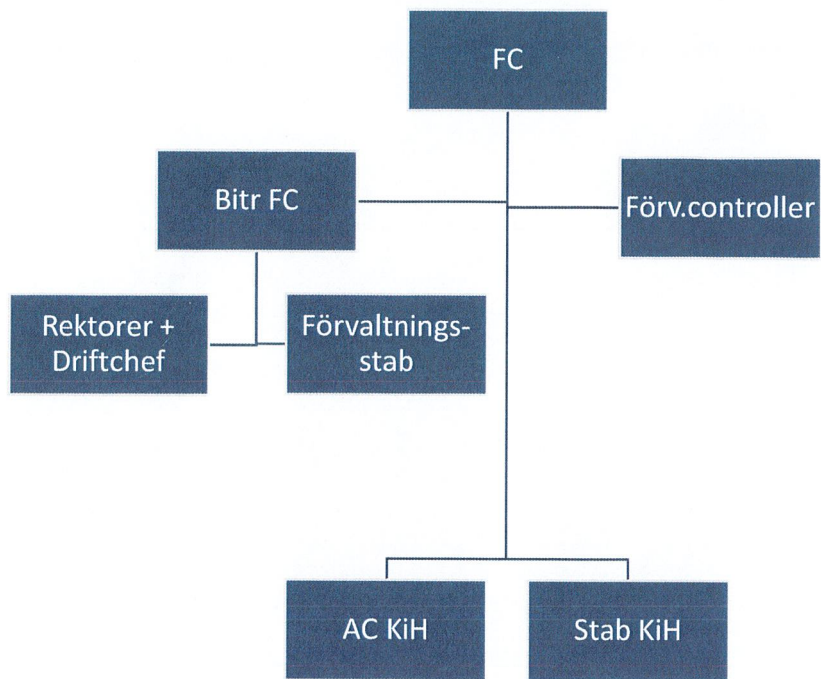 FC
Bitr FC
Förv.controller
Rektorer +
Driftchef
Förvaltnings-
stab
AC KiH
Stab KiH